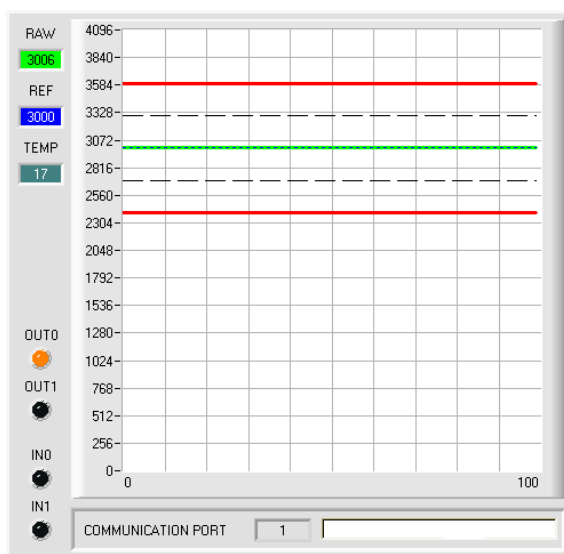 RAW
3006
REF
3000
TEMP
17
OUT0
OUT1
IN0
IN1
4096
3840
3584
3328
3072
2816
2560
2304
2048
1792
1536
1280
1024
768
512
256
0
0 100
COMMUNICATION PORT 1